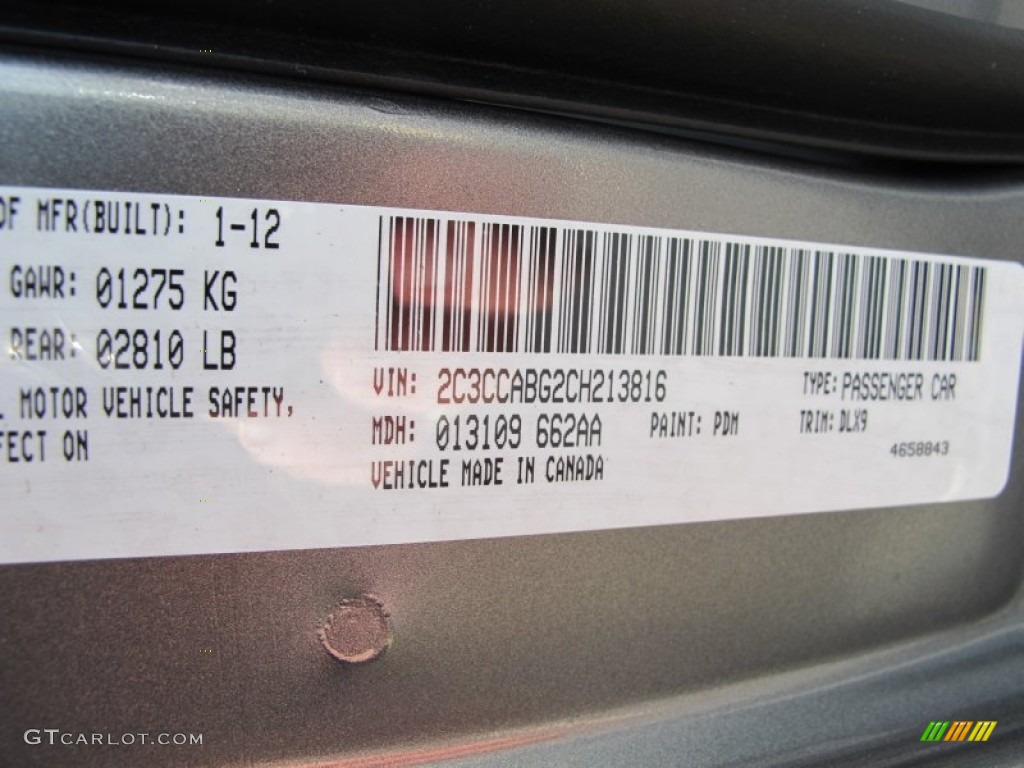 OF MFR(BUILT): 1-12
GAWR: 01275 KG
REAR: 02810 LB
MOTOR VEHICLE SAFETY,
ON
VIN: 2C3CCABG2CH213816 TYPE: PASSENGER CAR
MDH: 013109 662AA PAINT: PDM TRIM: DLX9
VEHICLE MADE IN CANADA 4658843
GTCARLOT.COM